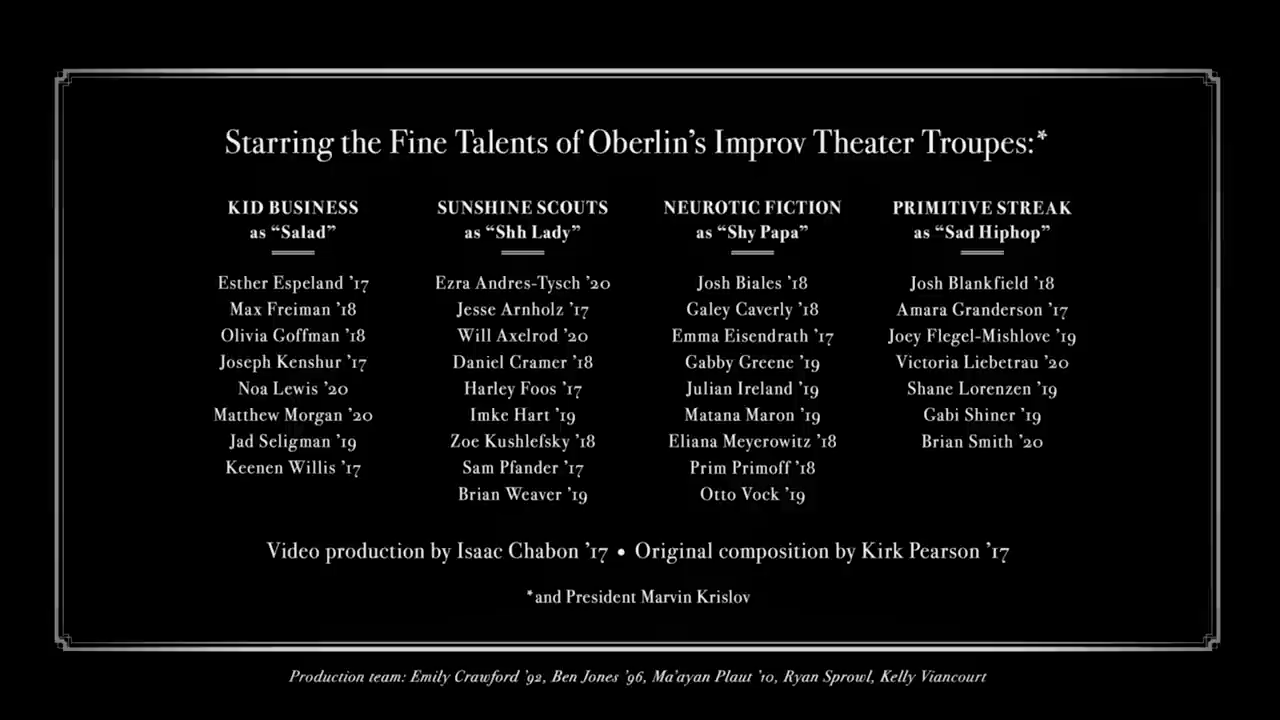 Starring the Fine Talents of Oberlin's Improv Theater Troupes:*
KID BUSINESS
as “Salad”
Esther Espeland ’17
Max Freiman ’18
Olivia Goffman ’18
Joseph Kenshur ’17
Noa Lewis ’20
Matthew Morgan ’20
Jad Seligman ’19
Keenen Willis ’17
SUNSHINE SCOUTS
as “Shh Lady”
Ezra Andres-Tysch ’20
Jesse Arnholz ’17
Will Axelrod ’20
Daniel Cramer ’18
Harley Foos ’17
Imke Hart ’19
Zoe Kushlefsky ’18
Sam Pfander ’17
Brian Weaver ’19
NEUROTIC FICTION
as “Shy Papa”
Josh Biales ’18
Galey Caverly ’18
Emma Eisendrath ’17
Gabby Greene ’19
Julian Ireland ’19
Matana Maron ’19
Eliana Meyerowitz ’18
Prim Primoff ’18
Otto Vock ’19
PRIMITIVE STREAK
as “Sad Hiphop”
Josh Blankfield ’18
Amara Granderson ’17
Joey Flegel-Mishlove ’19
Victoria Liebetrau ’20
Shane Lorenzen ’19
Gabi Shiner ’19
Brian Smith ’20
Video production by Isaac Chabon ’17 • Original composition by Kirk Pearson ’17
*and President Marvin Krislov
Production team: Emily Crawford ’92, Ben Jones ’96, Ma’ayan Plaut ’10, Ryan Sprowl, Kelly Viancourt